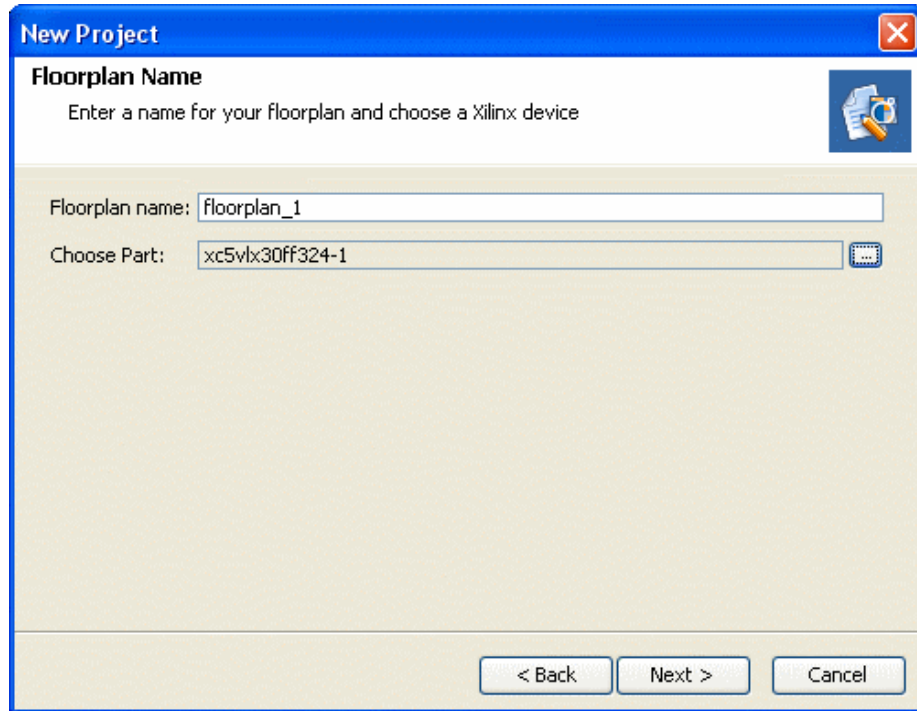 New Project
Floorplan Name
Enter a name for your floorplan and choose a Xilinx device
Floorplan name: floorplan_1
Choose Part: xc5vlx30ff324-1 ...
< Back Next > Cancel